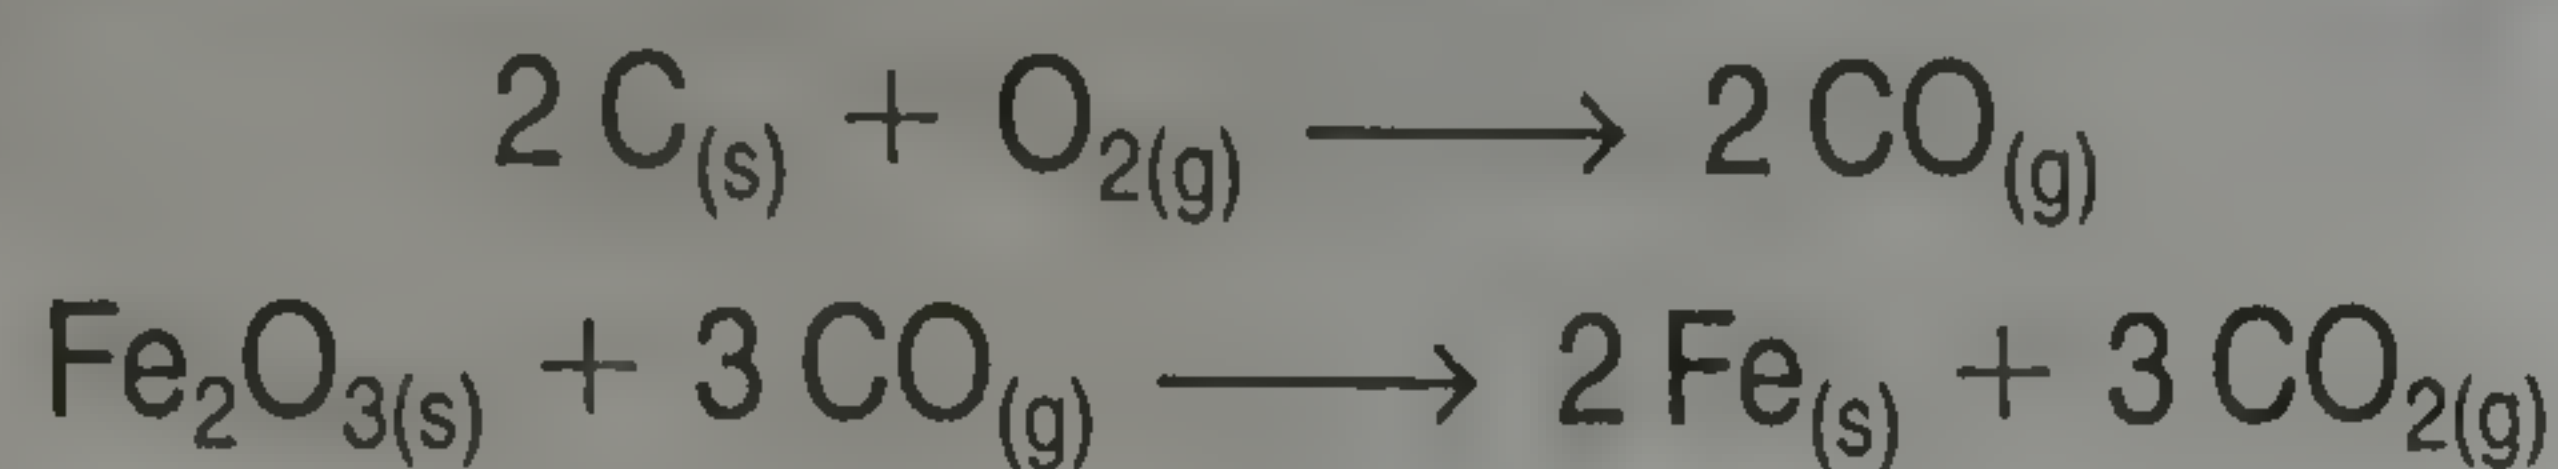 2 C(s) + O2(g) ⟶ 2 CO(g)
Fe2O3(s) + 3 CO(g) ⟶ 2 Fe(s) + 3 CO2(g)